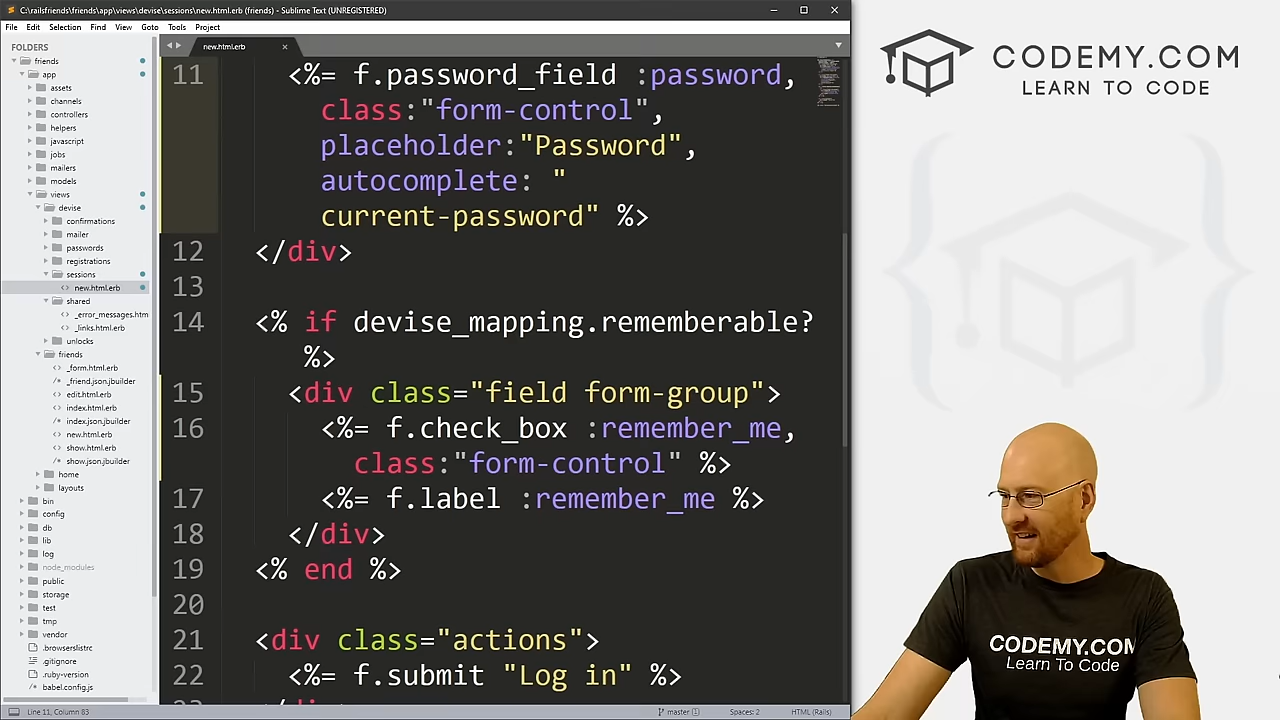 C:\railsfriends\friends\app\views\devise\sessions\new.html.erb (friends) - Sublime Text (UNREGISTERED)
File Edit Selection Find View Goto Tools Project
FOLDERS
friends
app
assets
channels
controllers
helpers
javascript
jobs
mailers
models
views
devise
confirmations
mailer
passwords
registrations
sessions
new.html.erb
shared
_error_messages.htm
_links.html.erb
unlocks
friends
_form.html.erb
_friend.json.jbuilder
edit.html.erb
index.html.erb
index.json.jbuilder
new.html.erb
show.html.erb
show.json.jbuilder
home
layouts
bin
config
db
lib
log
node_modules
public
storage
test
tmp
vendor
.browserslistrc
.gitignore
.ruby-version
babel.config.js
new.html.erb
11 <%= f.password_field :password,
class:"form-control",
placeholder:"Password",
autocomplete: "
current-password" %>
12 </div>
13
14 <% if devise_mapping.rememberable?
%>
15 <div class="field form-group">
16 <%= f.check_box :remember_me,
class:"form-control" %>
17 <%= f.label :remember_me %>
18 </div>
19 <% end %>
20
21 <div class="actions">
22 <%= f.submit "Log in" %>
23 </div>
Line 11, Column 83
master 1
Spaces: 2
HTML (Rails)
CODEMY.COM
LEARN TO CODE
CODEMY.COM
Learn To Code